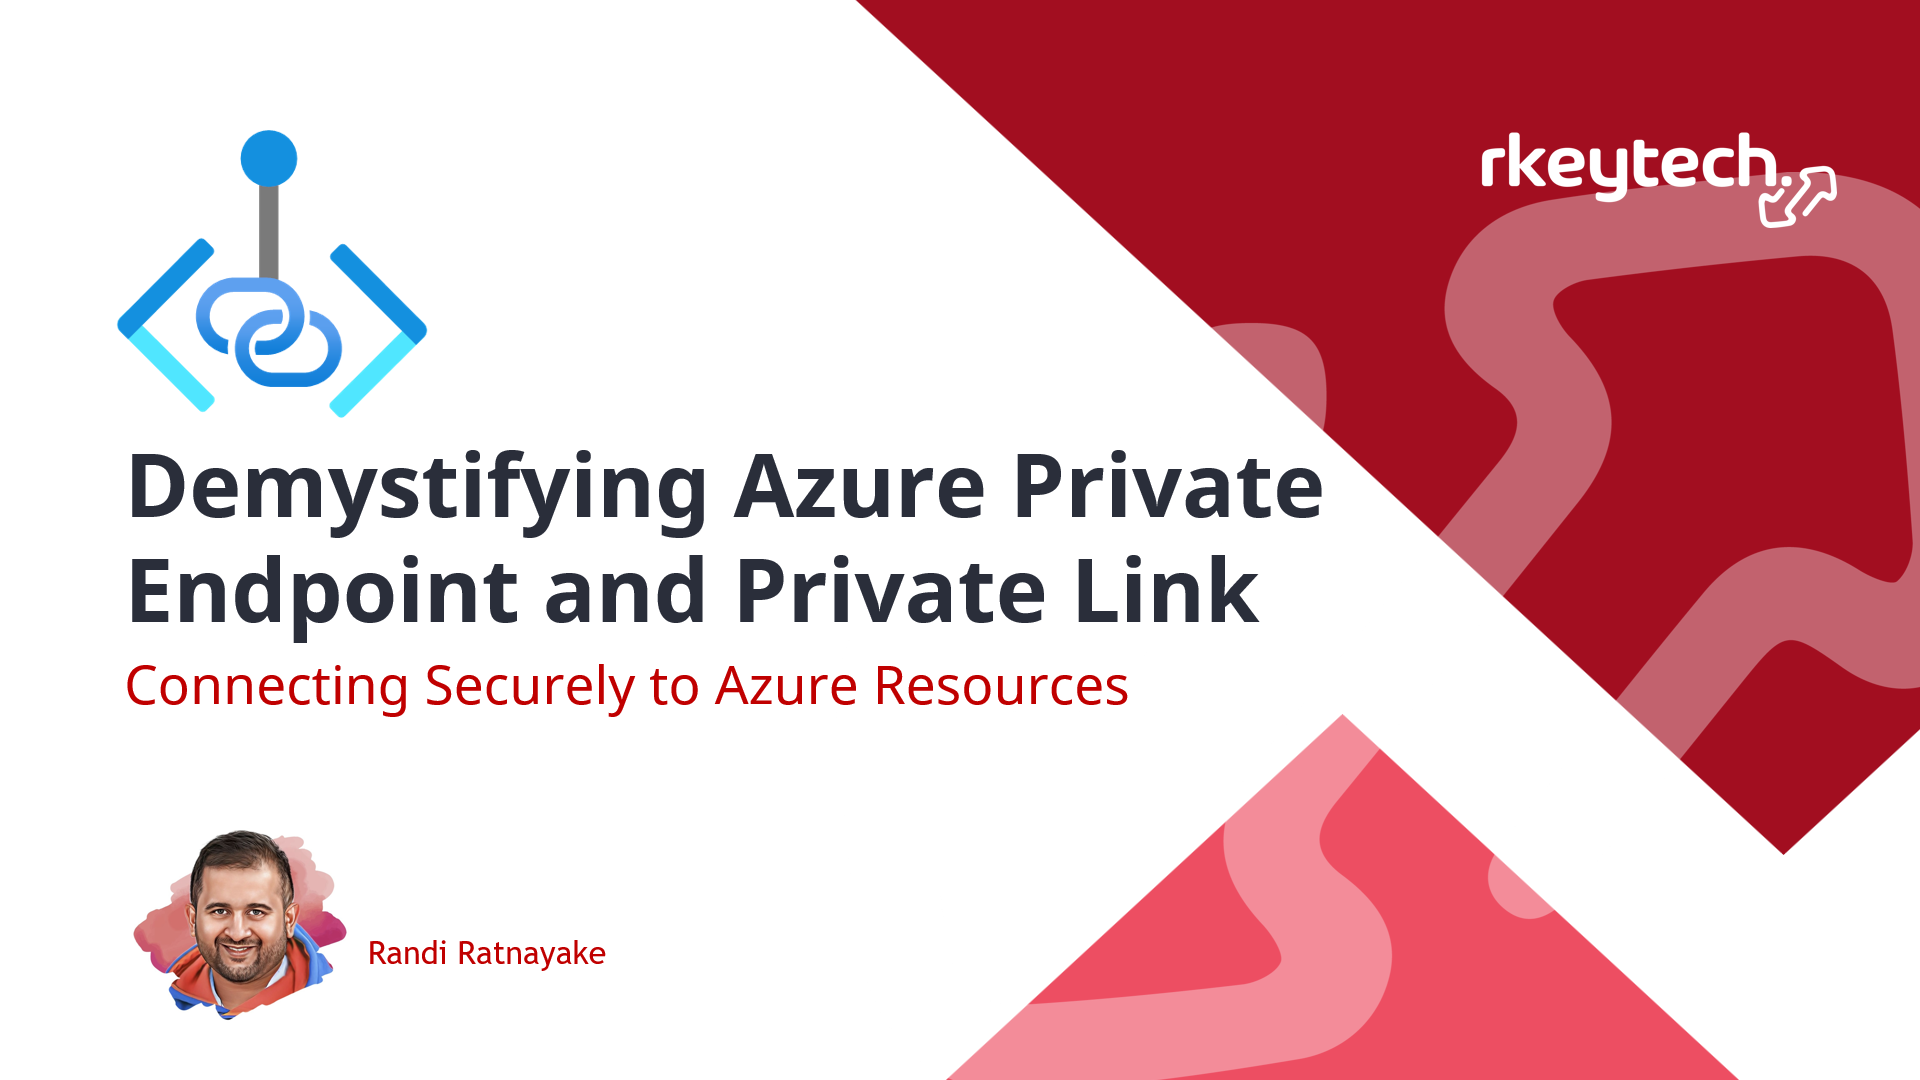 rkeytech.
Demystifying Azure Private
Endpoint and Private Link
Connecting Securely to Azure Resources
Randi Ratnayake